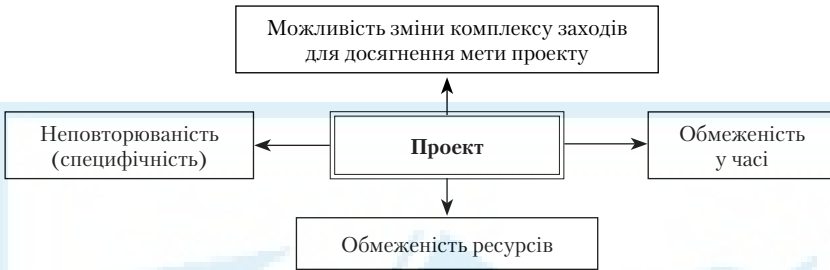 Можливість зміни комплексу заходів
для досягнення мети проекту
Неповторюваність
(специфічність)
Проект
Обмеженість
у часі
Обмеженість ресурсів